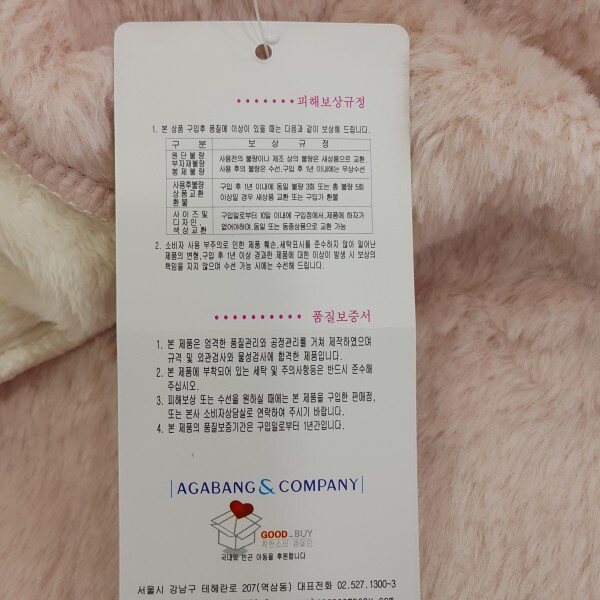 ·······피해보상규정
1. 본 상품 구입후 품질에 이상이 있을 때는 다음과 같이 보상해 드립니다.
구 분 보 상 규 정
원단불량
부자재불량
봉제불량
사용전의 불량이나 제조 상의 불량은 새상품으로 교환,
사용 후의 불량은 수선,구입 후 1년 이내에는 무상수선
사용후불량
상품교환
환불
구입 후 1년 이내에 동일 불량 3회 또는 총 불량 5회
이상일 경우 새상품 교환 또는 구입가 환불
사이즈 및
디자인
색상교환
구입일로부터 10일 이내에 구입점에서,제품에 하자가
없어야하며,동일 또는 동종상품으로 교환 가능
2. 소비자 사용 부주의로 인한 제품 훼손,세탁표시를 준수하지 않아 일어난
제품의 변형,구입 후 1년 이상 경과한 제품에 대한 이상이 발생 시 보상의
책임을 지지 않으며 수선 가능 시에는 수선해 드립니다.
··········품질보증서
1. 본 제품은 엄격한 품질관리와 공정관리를 거쳐 제작하였으며
규격 및 외관검사와 물성검사에 합격한 제품입니다.
2. 본 제품에 부착되어 있는 세탁 및 주의사항등은 반드시 준수해
주십시오.
3. 피해보상 또는 수선을 원하실 때에는 본 제품을 구입한 판매점,
또는 본사 소비자상담실로 연락하여 주시기 바랍니다.
4. 본 제품의 품질보증기간은 구입일로부터 1년간입니다.
AGABANG & COMPANY
GOOD_BUY
착한소비 캠페인
국내외 빈곤 아동을 후원합니다
서울시 강남구 테헤란로 207(역삼동) 대표전화 02.527.1300~3